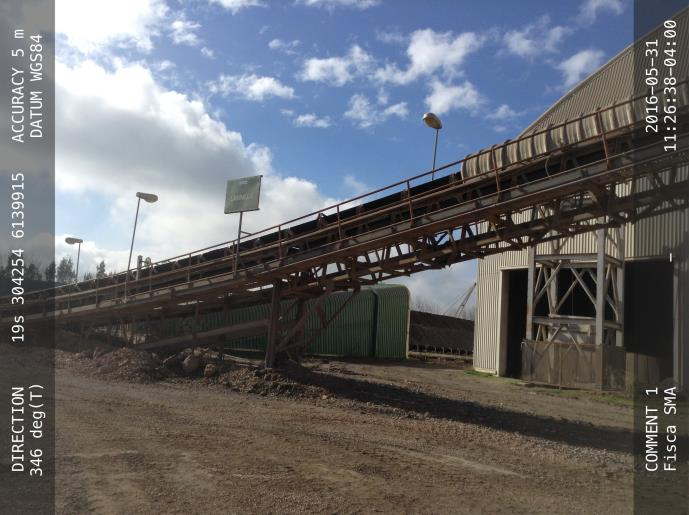 DIRECTION
346 deg(T)
19s 304254 6139915
ACCURACY 5 m
DATUM WGS84
COMMENT 1
Fisca SMA
2016-05-31
11:26:38-04:00